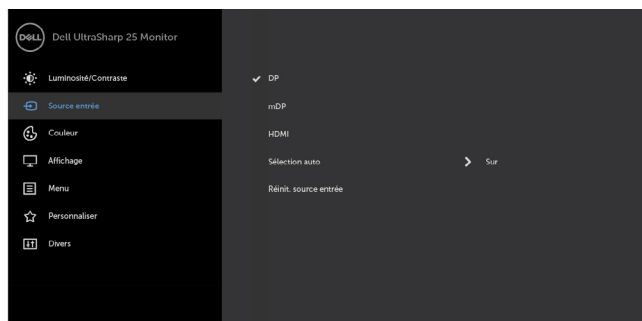 DELL Dell UltraSharp 25 Monitor
Luminosité/Contraste
DP
Source entrée
mDP
Couleur
HDMI
Affichage
Sélection auto
Sur
Menu
Réinit. source entrée
Personnaliser
Divers